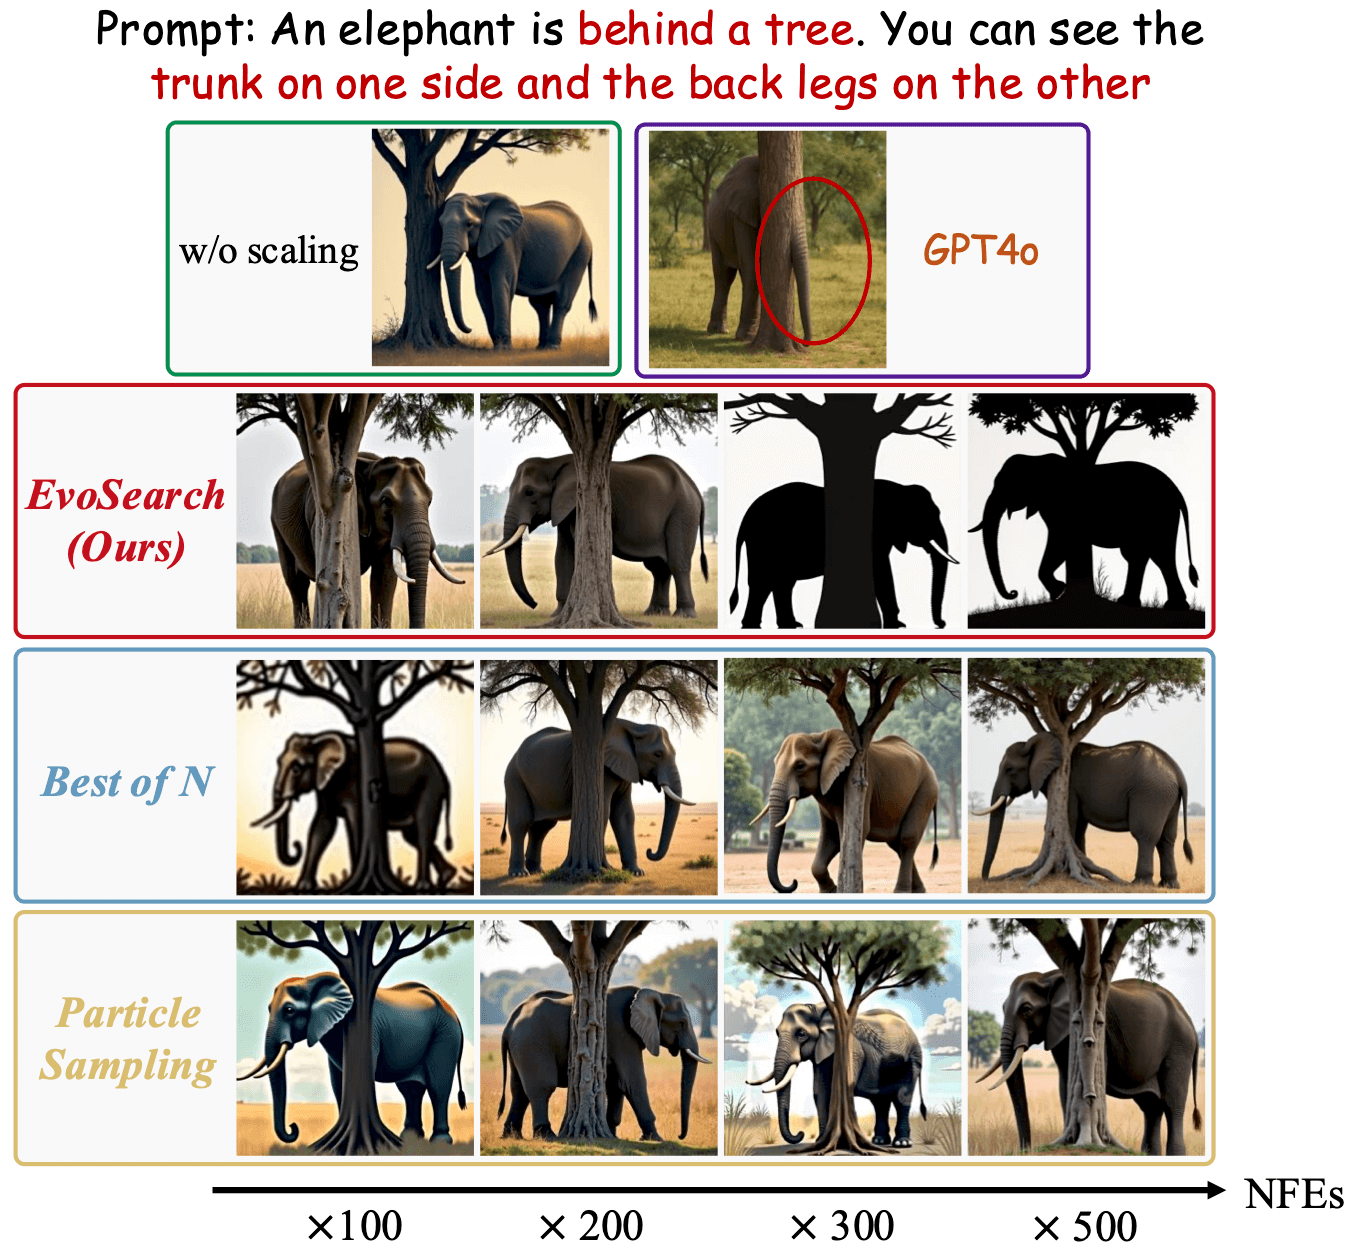 Prompt: An elephant is behind a tree. You can see the
trunk on one side and the back legs on the other
w/o scaling
GPT4o
EvoSearch
(Ours)
Best of N
Particle
Sampling
NFEs
×100
× 200
× 300
× 500